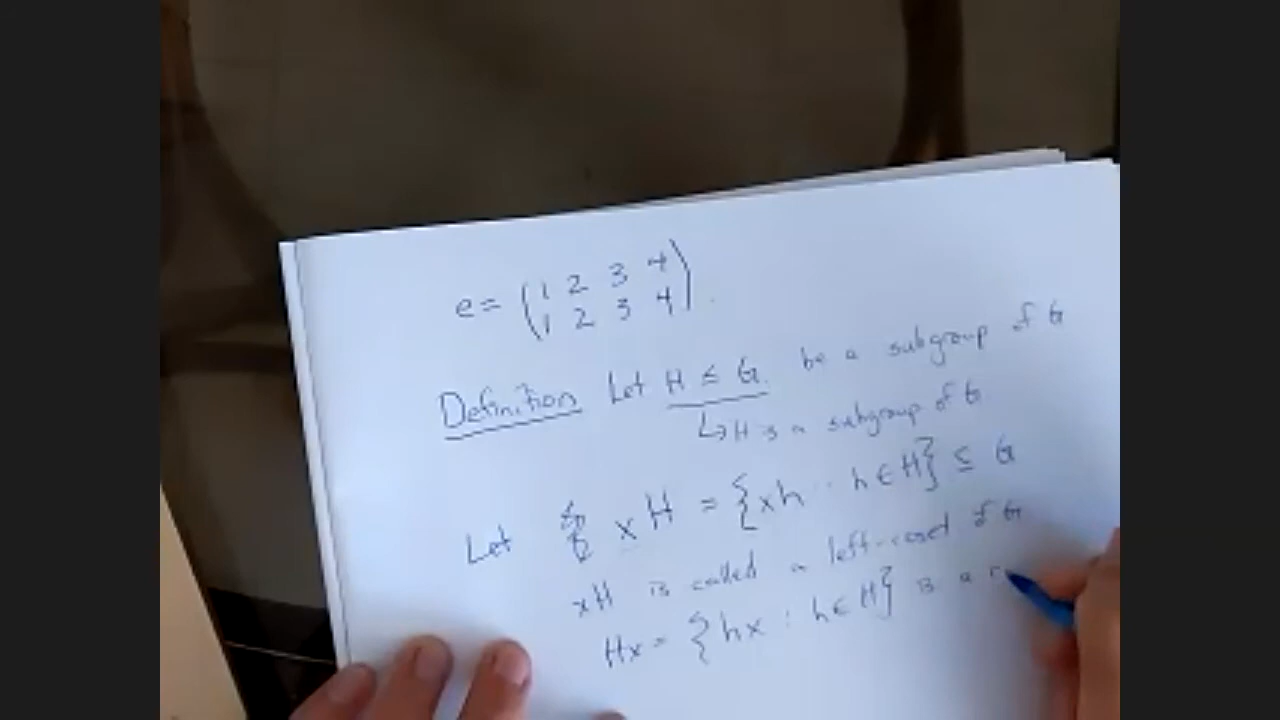 e = (1 2 3 4
1 2 3 4).
Definition Let H ≤ G. be a subgroup of G
↳ H is a subgroup of G
Let xH = {xh : h ∈ H} ⊆ G
xH is called a left-coset of G
Hx = {hx : h ∈ H} is a r